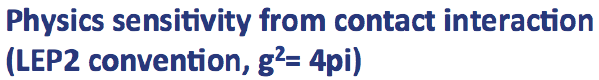 Physics sensitivity from contact interaction
(LEP2 convention, g²= 4pi)